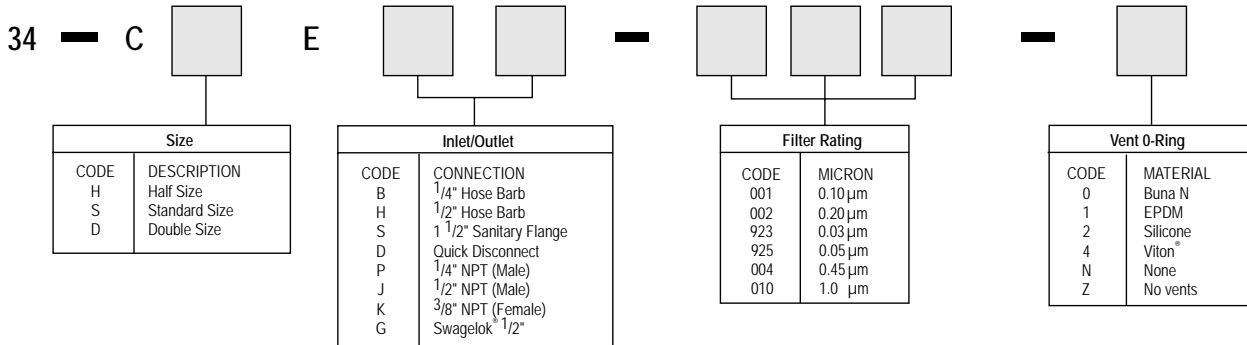 34 — C E — —
Size
CODE DESCRIPTION
H Half Size
S Standard Size
D Double Size
Inlet/Outlet
CODE CONNECTION
B 1/4" Hose Barb
H 1/2" Hose Barb
S 1 1/2" Sanitary Flange
D Quick Disconnect
P 1/4" NPT (Male)
J 1/2" NPT (Male)
K 3/8" NPT (Female)
G Swagelok® 1/2"
Filter Rating
CODE MICRON
001 0.10 µm
002 0.20 µm
923 0.03 µm
925 0.05 µm
004 0.45 µm
010 1.0 µm
Vent 0-Ring
CODE MATERIAL
0 Buna N
1 EPDM
2 Silicone
4 Viton®
N None
Z No vents